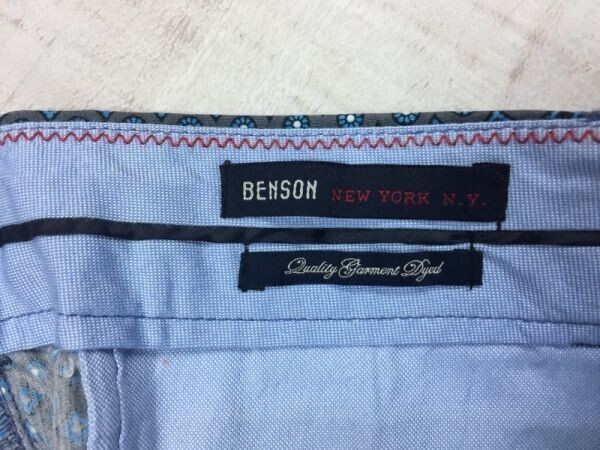 BENSON NEW YORK N.Y.
Quality Garment Dyed